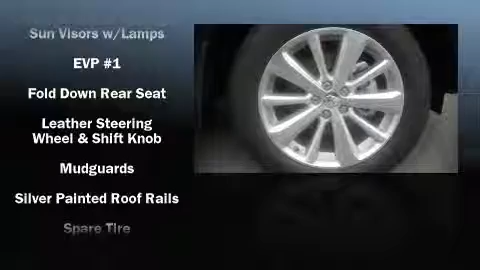 Sun Visors w/Lamps
EVP #1
Fold Down Rear Seat
Leather Steering
Wheel & Shift Knob
Mudguards
Silver Painted Roof Rails
Spare Tire